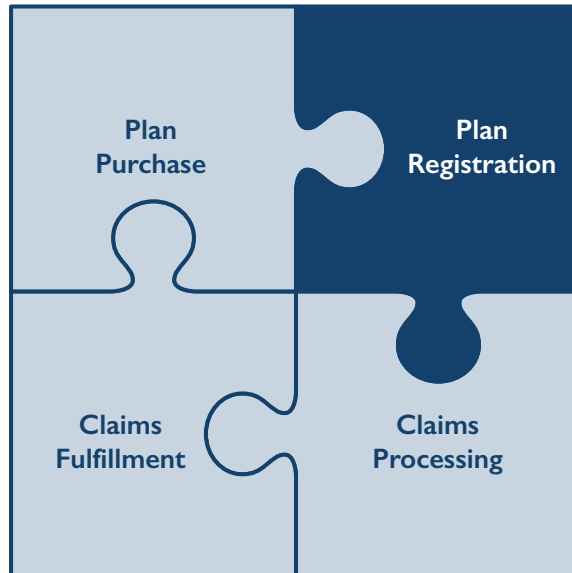 Plan
Purchase
Plan
Registration
Claims
Fulfillment
Claims
Processing